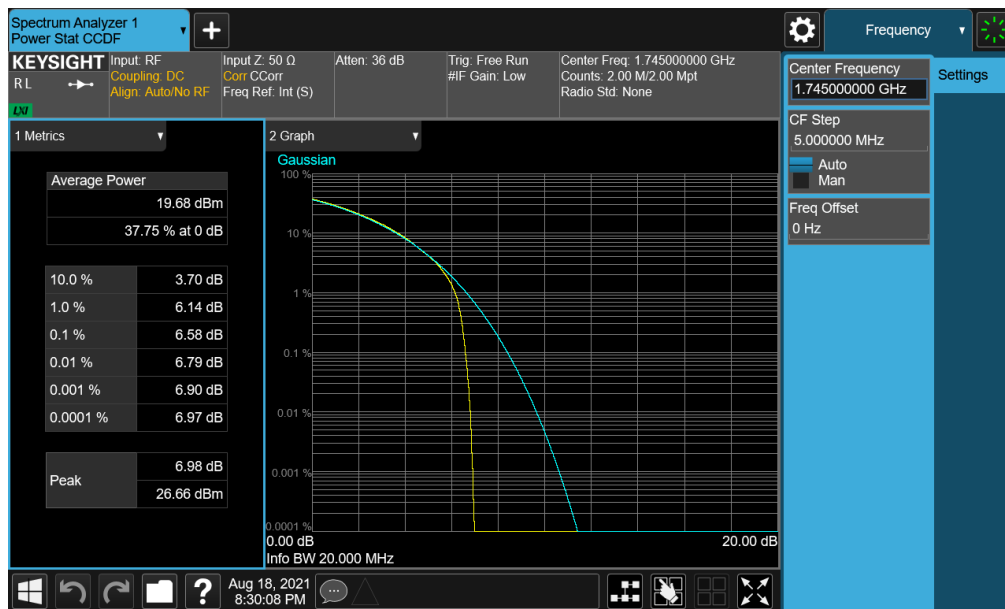 Spectrum Analyzer 1
Power Stat CCDF
+
Frequency
KEYSIGHT
R L
LXI
Input: RF
Coupling: DC
Align: Auto/No RF
Input Z: 50 Ω
Corr CCorr
Freq Ref: Int (S)
Atten: 36 dB
Trig: Free Run
#IF Gain: Low
Center Freq: 1.745000000 GHz
Counts: 2.00 M/2.00 Mpt
Radio Std: None
Center Frequency
1.745000000 GHz
Settings
CF Step
5.000000 MHz
Auto
Man
Freq Offset
0 Hz
1 Metrics
Average Power
19.68 dBm
37.75 % at 0 dB
10.0 % 3.70 dB
1.0 % 6.14 dB
0.1 % 6.58 dB
0.01 % 6.79 dB
0.001 % 6.90 dB
0.0001 % 6.97 dB
Peak
6.98 dB
26.66 dBm
2 Graph
Gaussian
100 %
10 %
1 %
0.1 %
0.01 %
0.001 %
0.0001 %
0.00 dB 20.00 dB
Info BW 20.000 MHz
?
Aug 18, 2021
8:30:08 PM